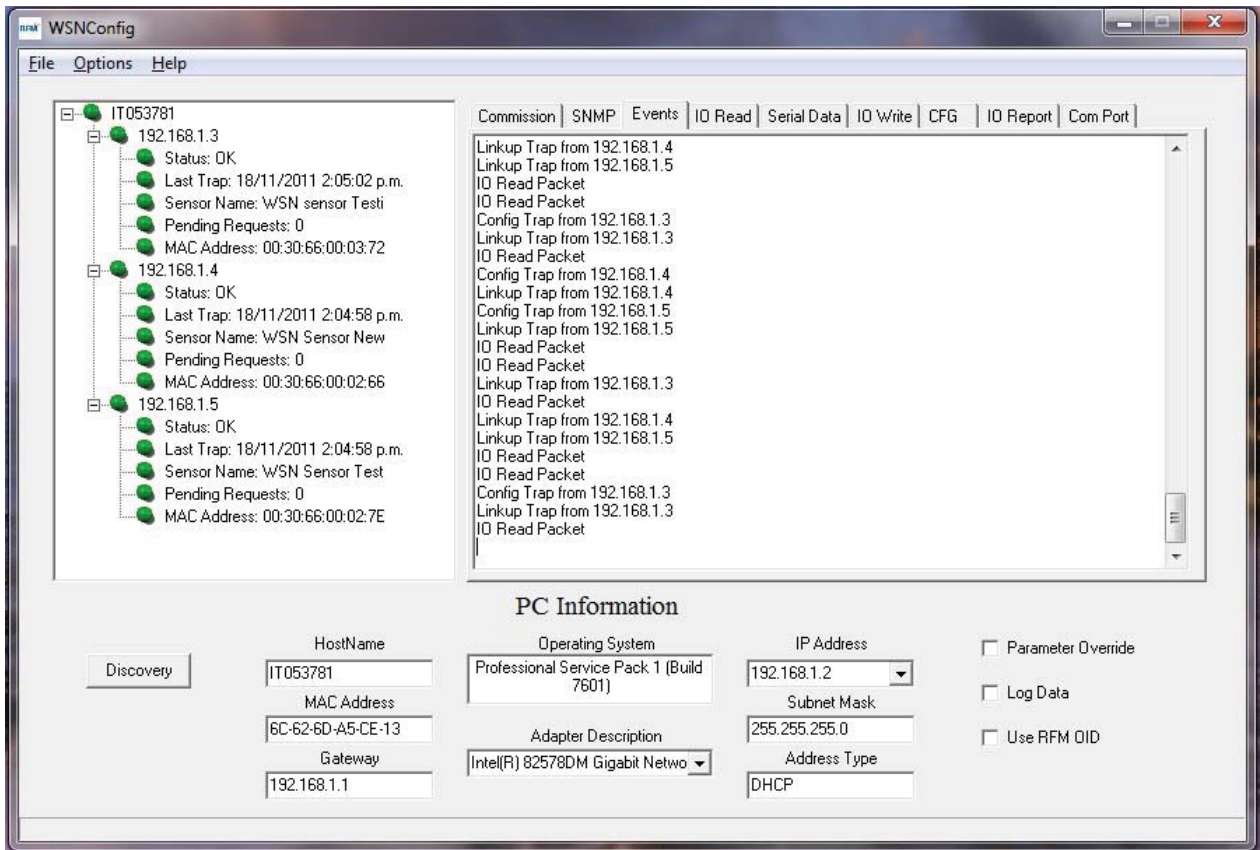 WSNConfig
File Options Help
IT053781
192.168.1.3
Status: OK
Last Trap: 18/11/2011 2:05:02 p.m.
Sensor Name: WSN sensor Testi
Pending Requests: 0
MAC Address: 00:30:66:00:03:72
192.168.1.4
Status: OK
Last Trap: 18/11/2011 2:04:58 p.m.
Sensor Name: WSN Sensor New
Pending Requests: 0
MAC Address: 00:30:66:00:02:66
192.168.1.5
Status: OK
Last Trap: 18/11/2011 2:04:58 p.m.
Sensor Name: WSN Sensor Test
Pending Requests: 0
MAC Address: 00:30:66:00:02:7E
Commission SNMP Events IO Read Serial Data IO Write CFG IO Report Com Port
Linkup Trap from 192.168.1.4
Linkup Trap from 192.168.1.5
IO Read Packet
IO Read Packet
Config Trap from 192.168.1.3
Linkup Trap from 192.168.1.3
IO Read Packet
Config Trap from 192.168.1.4
Linkup Trap from 192.168.1.4
Config Trap from 192.168.1.5
Linkup Trap from 192.168.1.5
IO Read Packet
IO Read Packet
Linkup Trap from 192.168.1.3
IO Read Packet
Linkup Trap from 192.168.1.4
Linkup Trap from 192.168.1.5
IO Read Packet
IO Read Packet
Config Trap from 192.168.1.3
Linkup Trap from 192.168.1.3
IO Read Packet
PC Information
Discovery
HostName
IT053781
MAC Address
6C-62-6D-A5-CE-13
Gateway
192.168.1.1
Operating System
Professional Service Pack 1 (Build
7601)
Adapter Description
Intel(R) 82578DM Gigabit Netwo
IP Address
192.168.1.2
Subnet Mask
255.255.255.0
Address Type
DHCP
Parameter Override
Log Data
Use RFM OID